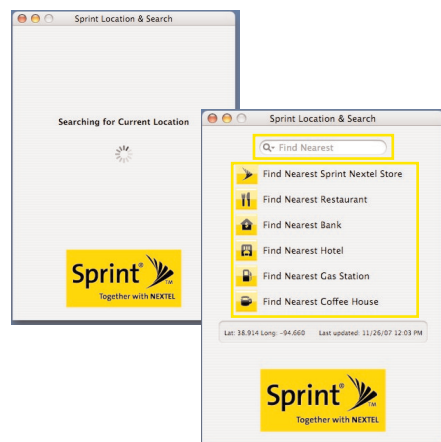 Sprint Location & Search
Searching for Current Location
Sprint®
Together with NEXTEL
Sprint Location & Search
Find Nearest
Find Nearest Sprint Nextel Store
Find Nearest Restaurant
Find Nearest Bank
Find Nearest Hotel
Find Nearest Gas Station
Find Nearest Coffee House
Lat: 38.914 Long: -94.660 Last updated: 11/26/07 12:03 PM
Sprint®
Together with NEXTEL